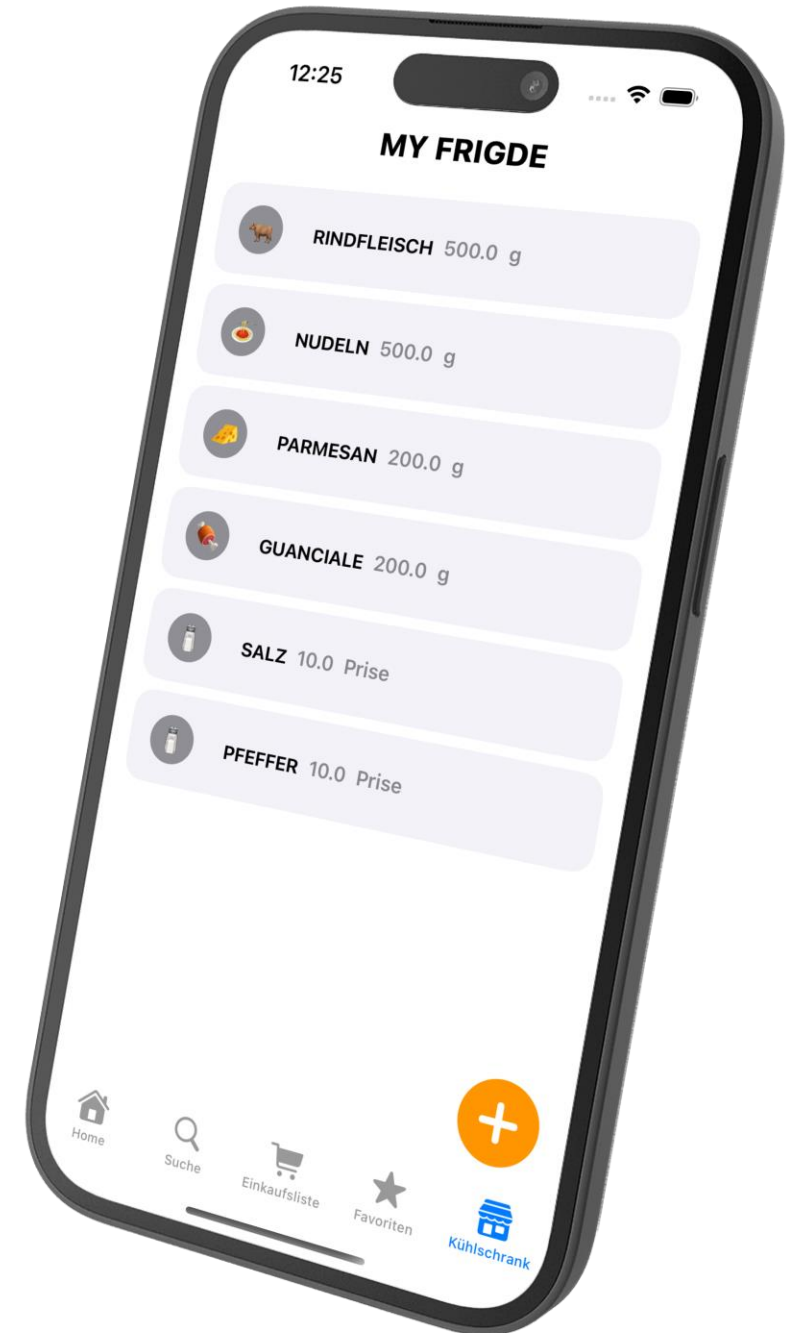 12:25
MY FRIGDE
RINDFLEISCH 500.0 g
NUDELN 500.0 g
PARMESAN 200.0 g
GUANCIALE 200.0 g
SALZ 10.0 Prise
PFEFFER 10.0 Prise
Home
Suche
Einkaufsliste
Favoriten
Kühlschrank